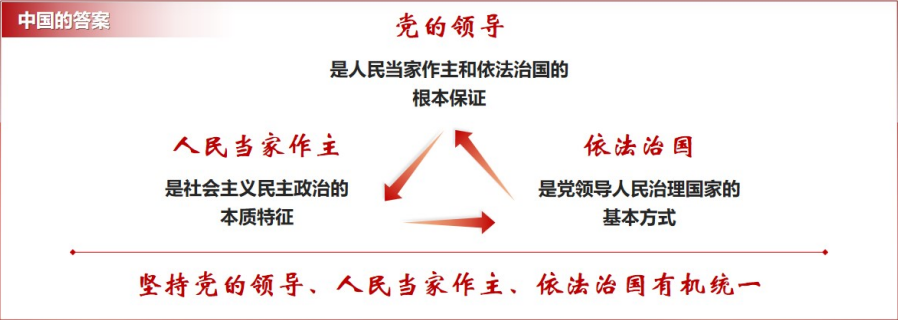 中国的答案
党的领导
是人民当家作主和依法治国的
根本保证
人民当家作主
是社会主义民主政治的
本质特征
依法治国
是党领导人民治理国家的
基本方式
坚持党的领导、人民当家作主、依法治国有机统一